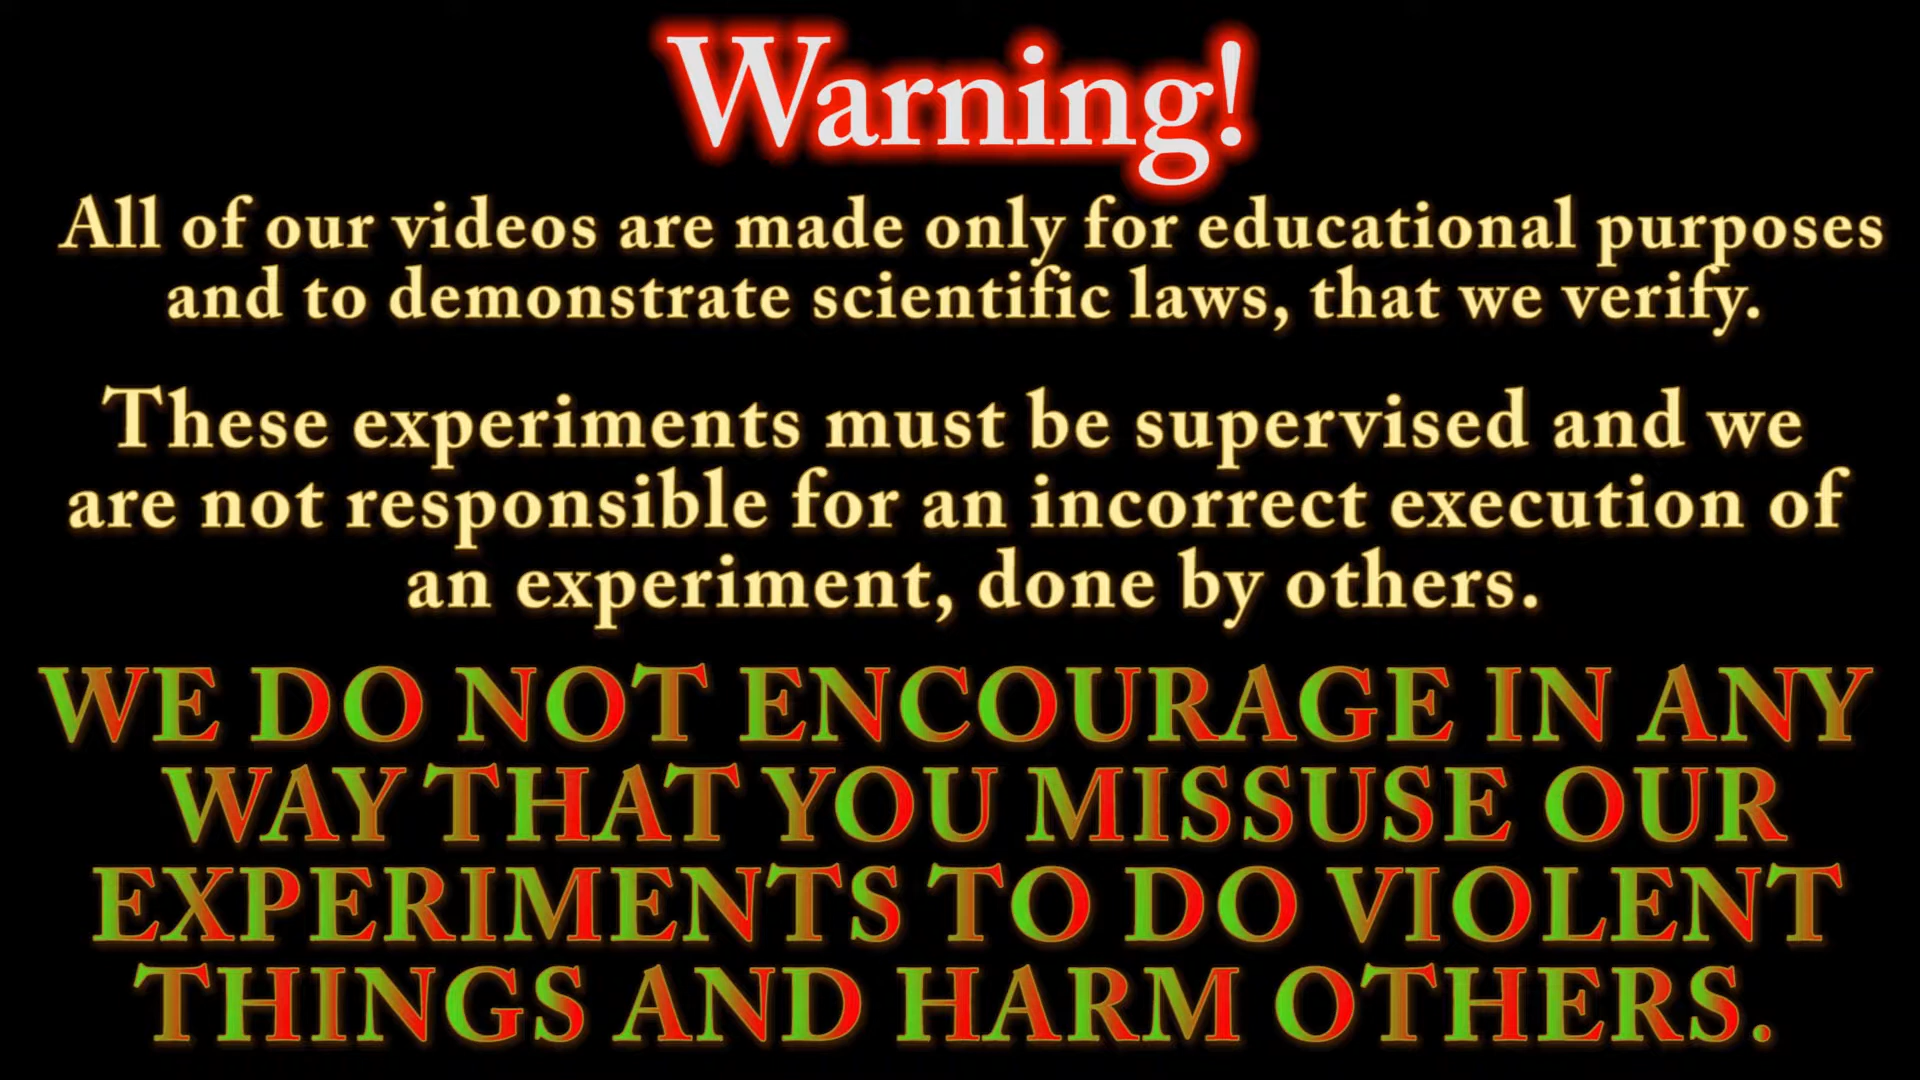 Warning!
All of our videos are made only for educational purposes
and to demonstrate scientific laws, that we verify.
These experiments must be supervised and we
are not responsible for an incorrect execution of
an experiment, done by others.
WE DO NOT ENCOURAGE IN ANY
WAY THAT YOU MISSUSE OUR
EXPERIMENTS TO DO VIOLENT
THINGS AND HARM OTHERS.